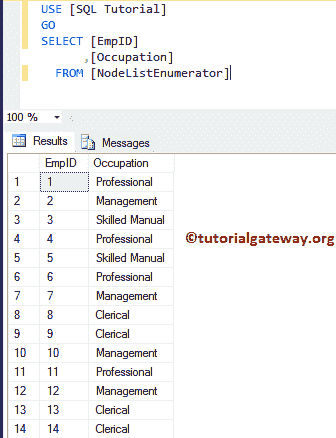 USE [SQL Tutorial]
GO
SELECT [EmpID]
,[Occupation]
FROM [NodeListEnumerator]
100 %
Results Messages
EmpID Occupation
1 1 Professional
2 2 Management
3 3 Skilled Manual
4 4 Professional
5 5 Skilled Manual
6 6 Professional
7 7 Management
8 8 Clerical
9 9 Clerical
10 10 Management
11 11 Professional
12 12 Management
13 13 Clerical
14 14 Clerical
©tutorialgateway.org